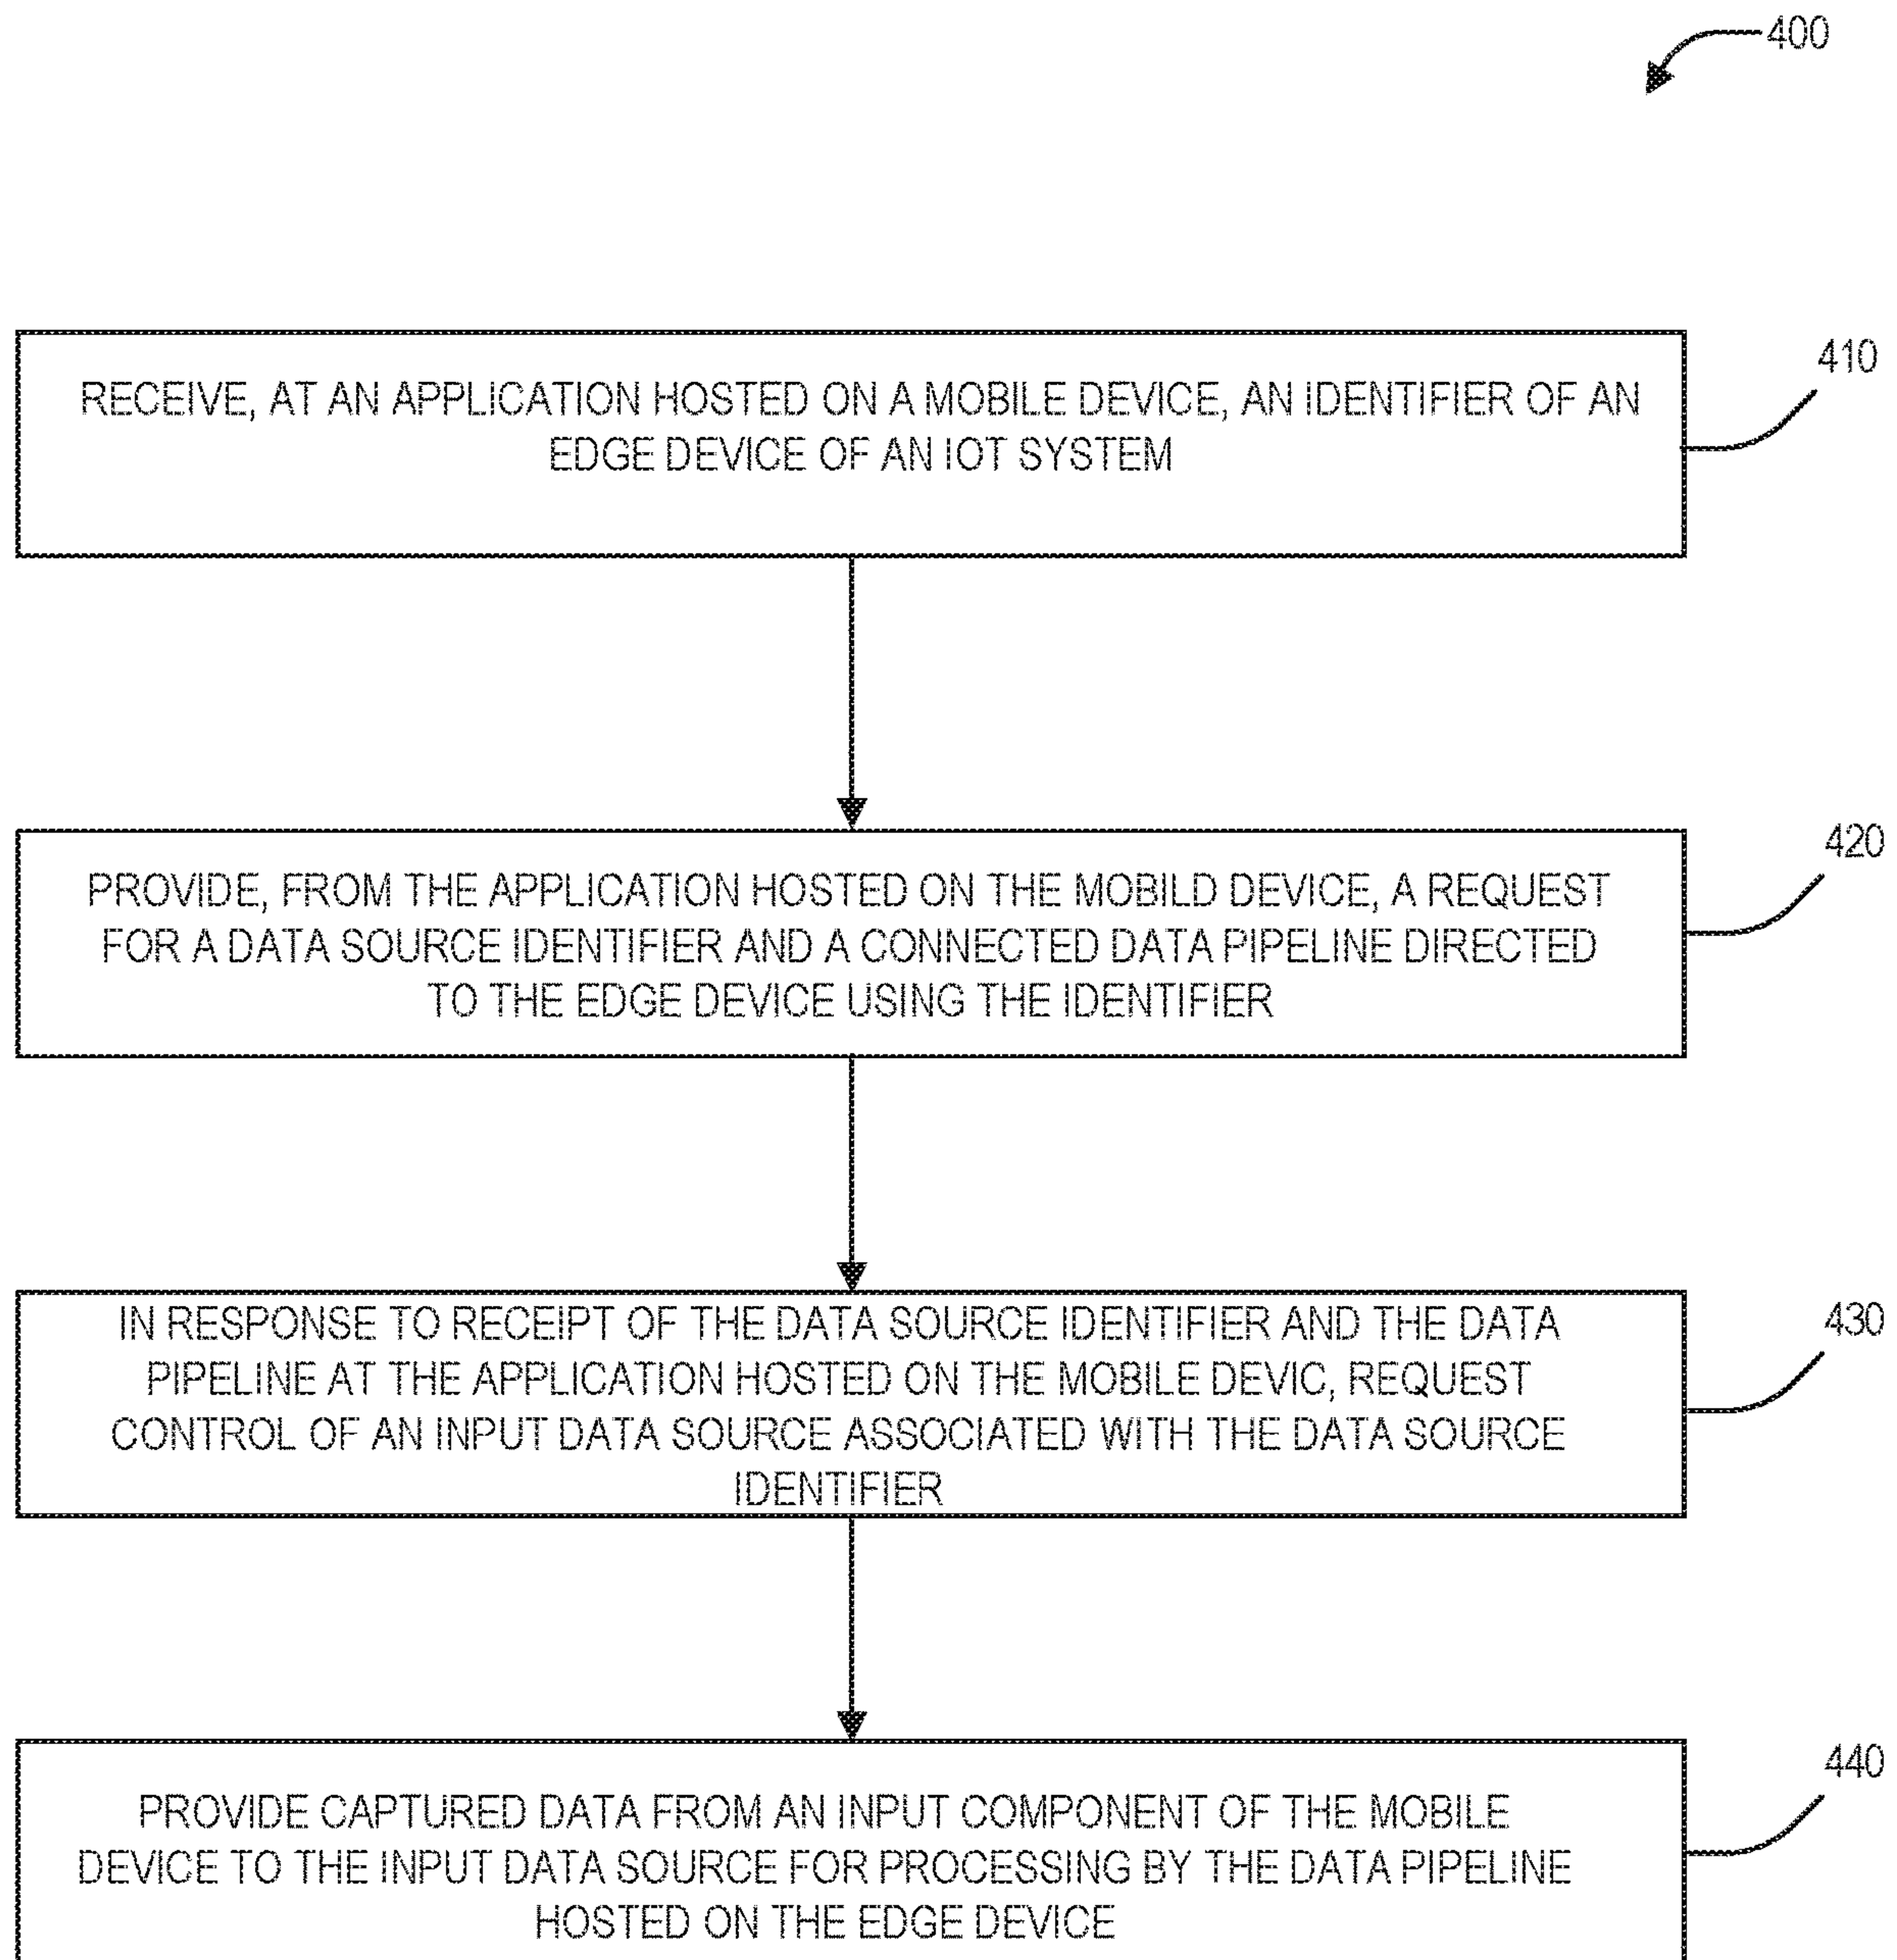 400
410
RECEIVE, AT AN APPLICATION HOSTED ON A MOBILE DEVICE, AN IDENTIFIER OF AN
EDGE DEVICE OF AN IOT SYSTEM
420
PROVIDE, FROM THE APPLICATION HOSTED ON THE MOBILD DEVICE, A REQUEST
FOR A DATA SOURCE IDENTIFIER AND A CONNECTED DATA PIPELINE DIRECTED
TO THE EDGE DEVICE USING THE IDENTIFIER
430
IN RESPONSE TO RECEIPT OF THE DATA SOURCE IDENTIFIER AND THE DATA
PIPELINE AT THE APPLICATION HOSTED ON THE MOBILE DEVIC, REQUEST
CONTROL OF AN INPUT DATA SOURCE ASSOCIATED WITH THE DATA SOURCE
IDENTIFIER
440
PROVIDE CAPTURED DATA FROM AN INPUT COMPONENT OF THE MOBILE
DEVICE TO THE INPUT DATA SOURCE FOR PROCESSING BY THE DATA PIPELINE
HOSTED ON THE EDGE DEVICE